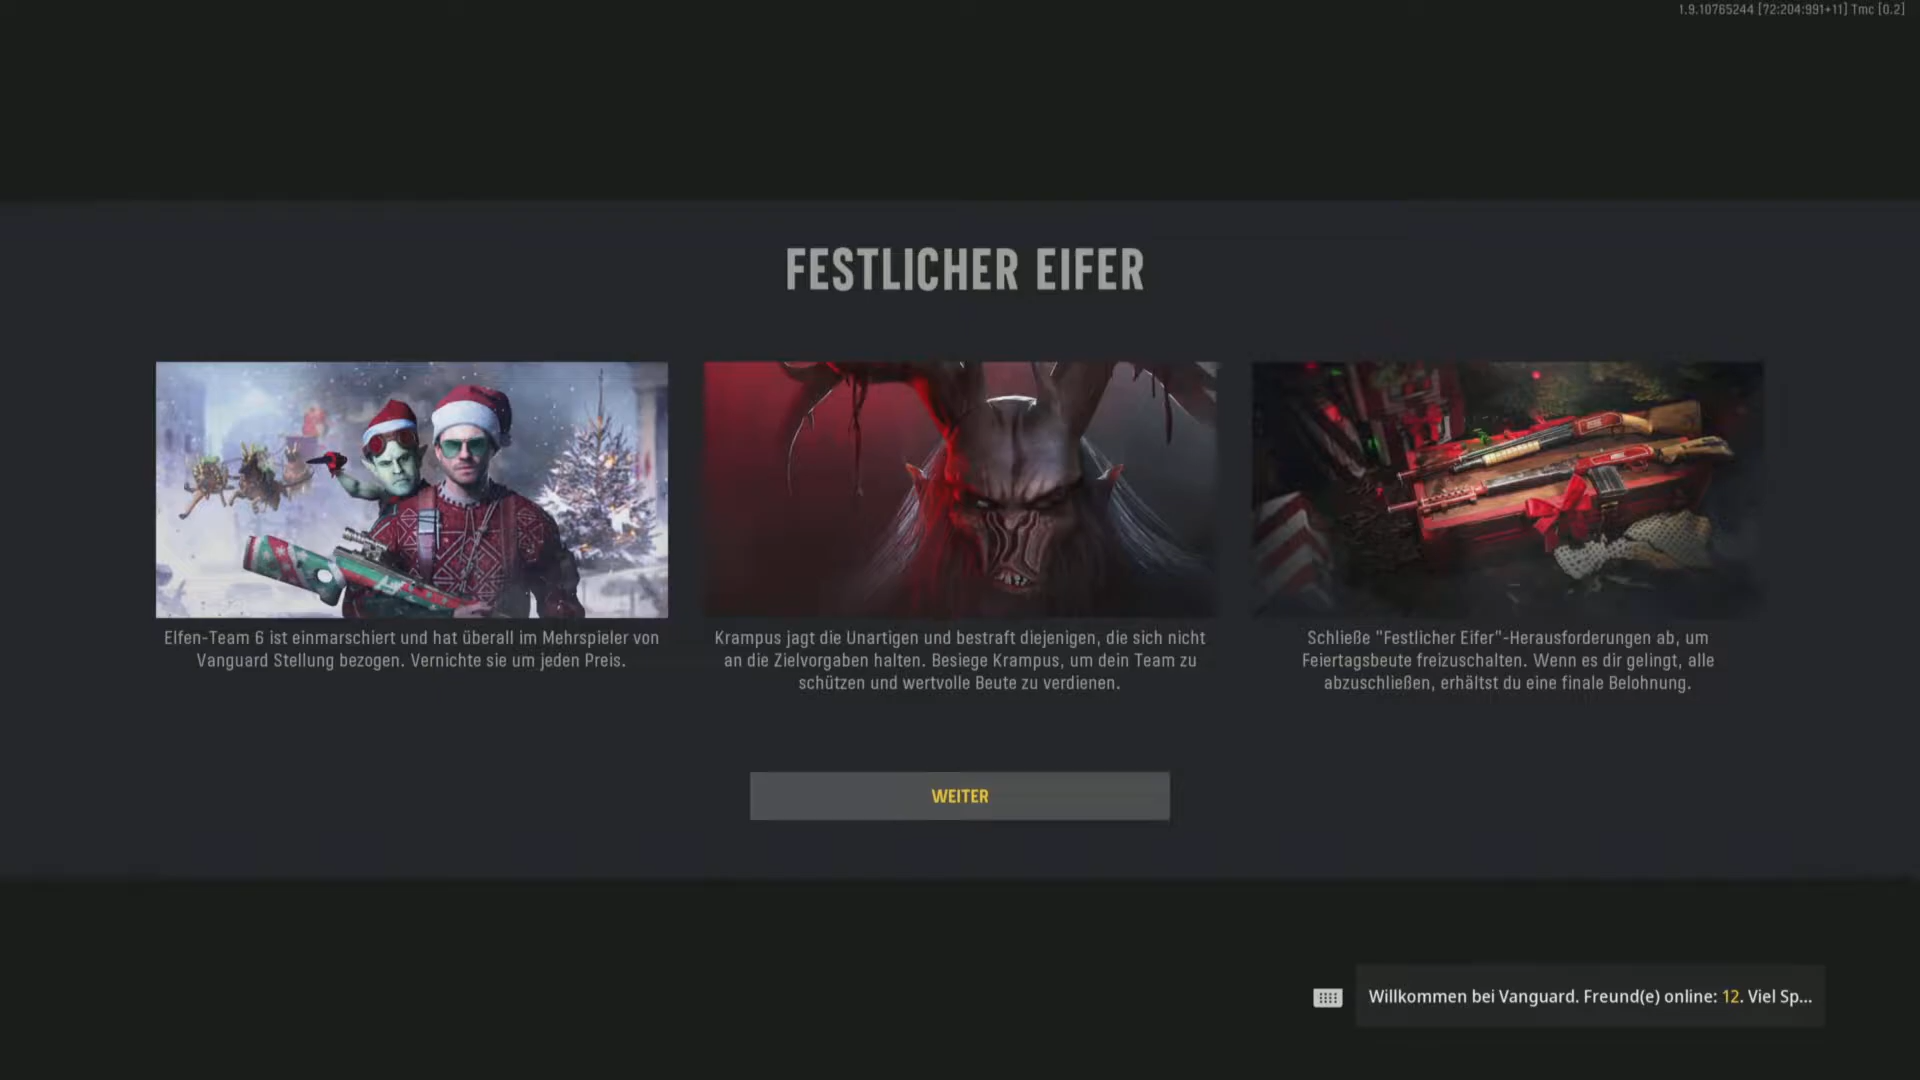 1.9.10765244 [72:204:991+11] Tmc [0.2]
FESTLICHER EIFER
Elfen-Team 6 ist einmarschiert und hat überall im Mehrspieler von
Vanguard Stellung bezogen. Vernichte sie um jeden Preis.
Krampus jagt die Unartigen und bestraft diejenigen, die sich nicht
an die Zielvorgaben halten. Besiege Krampus, um dein Team zu
schützen und wertvolle Beute zu verdienen.
Schließe "Festlicher Eifer"-Herausforderungen ab, um
Feiertagsbeute freizuschalten. Wenn es dir gelingt, alle
abzuschließen, erhältst du eine finale Belohnung.
WEITER
Willkommen bei Vanguard. Freund(e) online: 12. Viel Sp...